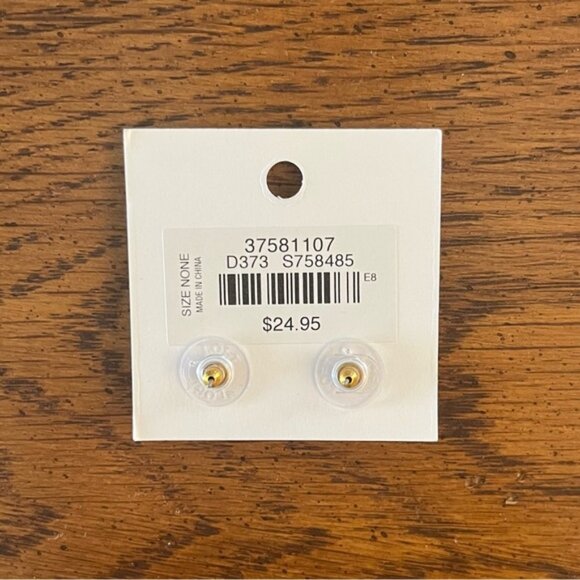 37581107
D373 S758485
E8
SIZE NONE
MADE IN CHINA
$24.95